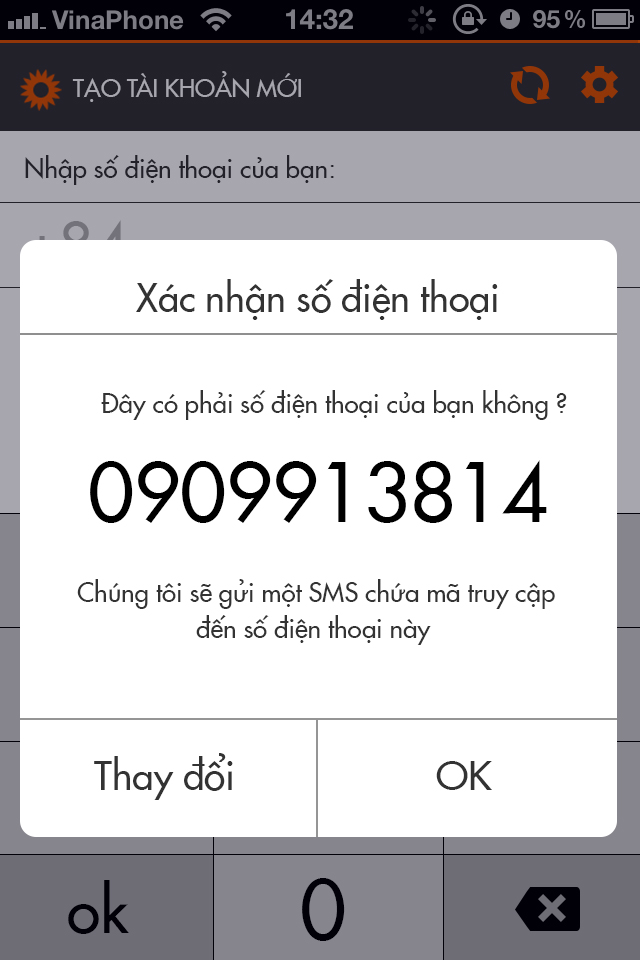 VinaPhone 14:32 95%
TẠO TÀI KHOẢN MỚI
Nhập số điện thoại của bạn:
+84
Xác nhận số điện thoại
Đây có phải số điện thoại của bạn không ?
0909913814
Chúng tôi sẽ gửi một SMS chứa mã truy cập
đến số điện thoại này
Thay đổi OK
ok 0